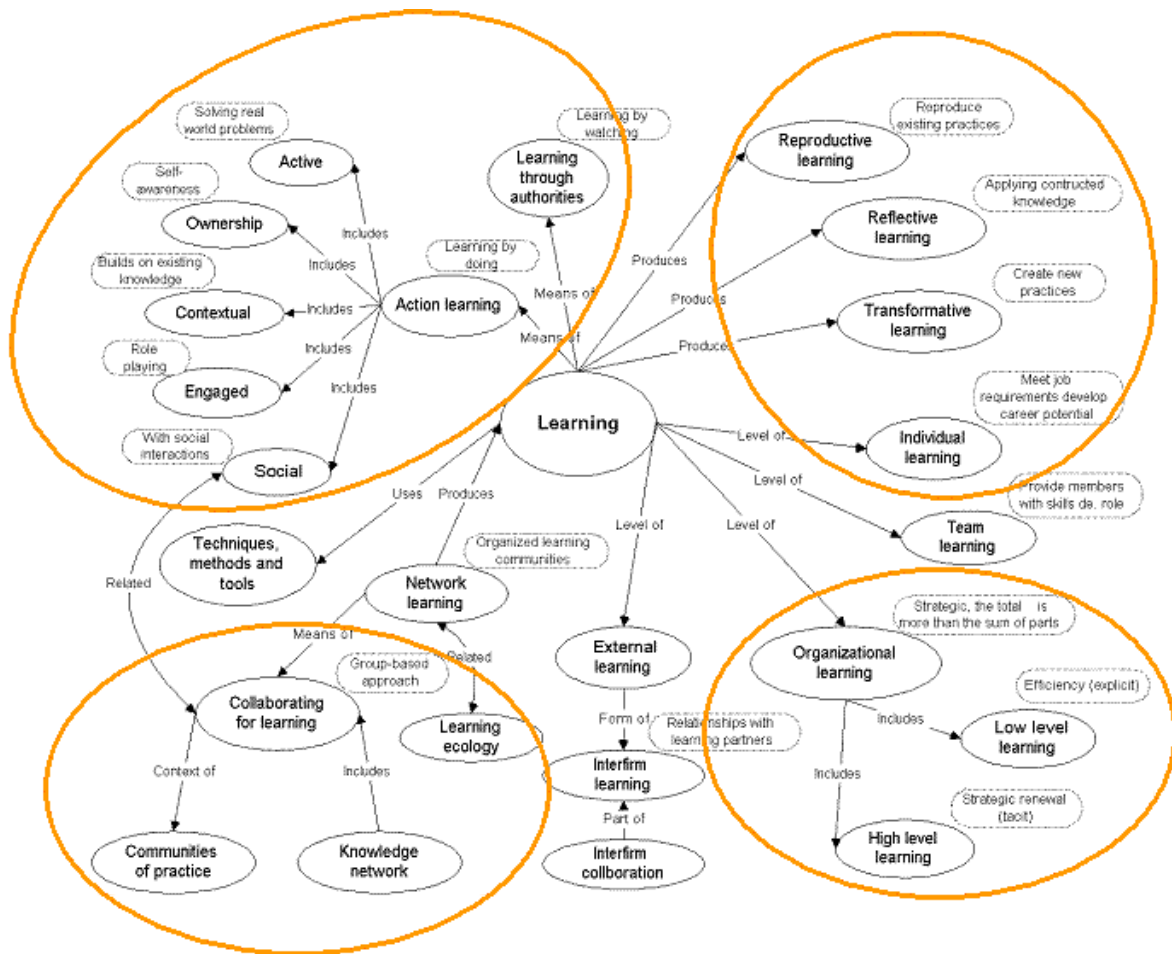 Solving real
world problems
Active
Learning by
watching
Learning
through
authorities
Reproduce
existing practices
Reproductive
learning
Self-
awareness
Ownership
Includes
Includes
Learning by
doing
Action learning
Means of
Means of
Applying contructed
knowledge
Reflective
learning
Produces
Builds on existing
knowledge
Contextual
Includes
Create new
practices
Transformative
learning
Produces
Produces
Role
playing
Engaged
Includes
Includes
Learning
Meet job
requirements develop
career potential
Individual
learning
Level of
With social
interactions
Social
Uses
Produces
Level of
Provide members
with skills de. role
Team
learning
Techniques,
methods and
tools
Organized learning
communities
Network
learning
Level of
Level of
Related
Means of
Related
External
learning
Strategic, the total is
more than the sum of parts
Organizational
learning
Group-based
approach
Collaborating
for learning
Learning
ecology
Form of
Relationships with
learning partners
Interfirm
learning
Efficiency (explicit)
Includes
Low level
learning
Context of
Includes
Includes
Strategic renewal
(tacit)
High level
learning
Part of
Interfirm
collboration
Communities
of practice
Knowledge
network